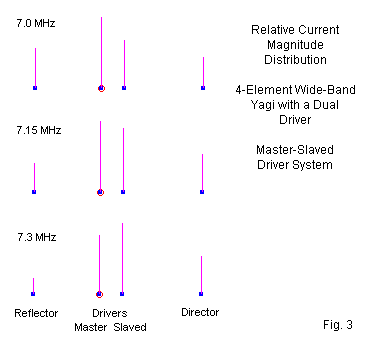 7.0 MHz
Relative Current
Magnitude
Distribution
4-Element Wide-Band
Yagi with a Dual
Driver
7.15 MHz
Master-Slaved
Driver System
7.3 MHz
Reflector
Drivers
Master Slaved
Director
Fig. 3